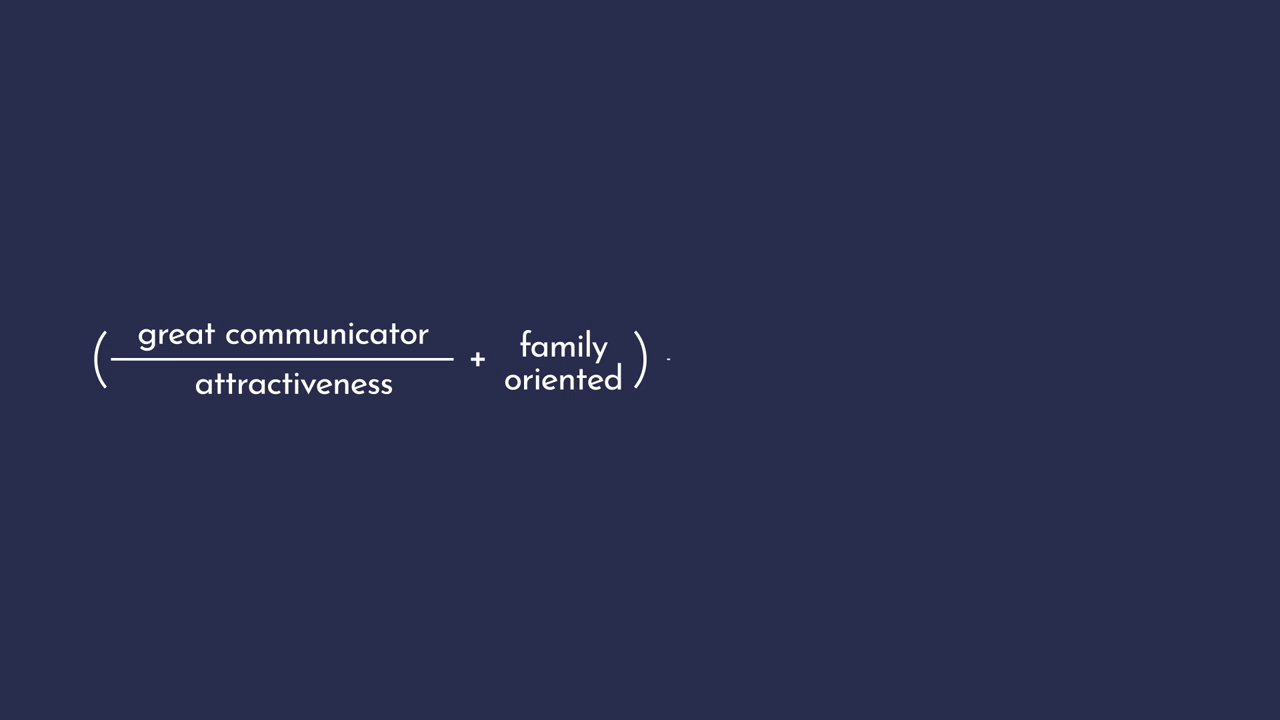 ( great communicator
attractiveness
+
family
oriented ) -